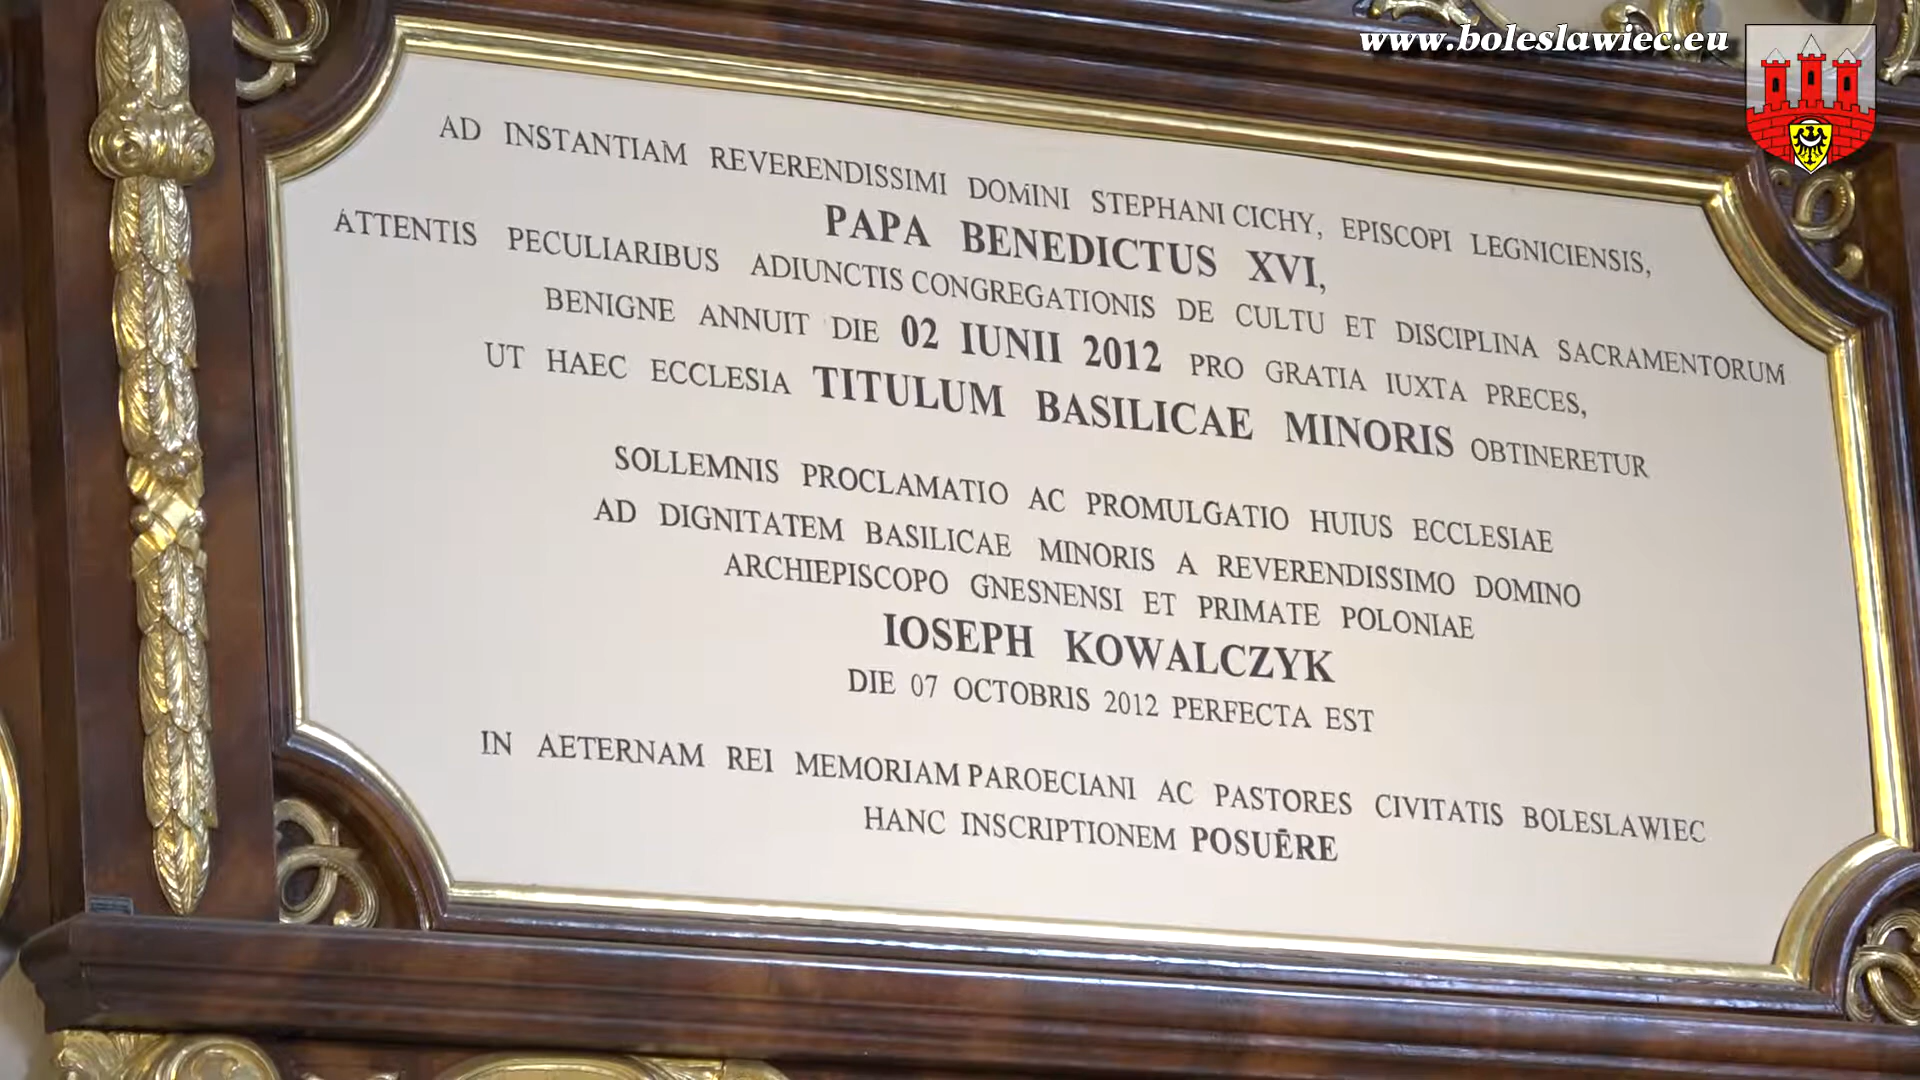 www.boleslawiec.eu
AD INSTANTIAM REVERENDISSIMI DOMINI STEPHANI CICHY, EPISCOPI LEGNICIENSIS,
PAPA BENEDICTUS XVI,
ATTENTIS PECULIARIBUS ADIUNCTIS CONGREGATIONIS DE CULTU ET DISCIPLINA SACRAMENTORUM
BENIGNE ANNUIT DIE 02 IUNII 2012 PRO GRATIA IUXTA PRECES,
UT HAEC ECCLESIA TITULUM BASILICAE MINORIS OBTINERETUR
SOLLEMNIS PROCLAMATIO AC PROMULGATIO HUIUS ECCLESIAE
AD DIGNITATEM BASILICAE MINORIS A REVERENDISSIMO DOMINO
ARCHIEPISCOPO GNESNENSI ET PRIMATE POLONIAE
IOSEPH KOWALCZYK
DIE 07 OCTOBRIS 2012 PERFECTA EST
IN AETERNAM REI MEMORIAM PAROECIANI AC PASTORES CIVITATIS BOLESLAWIEC
HANC INSCRIPTIONEM POSUĒRE